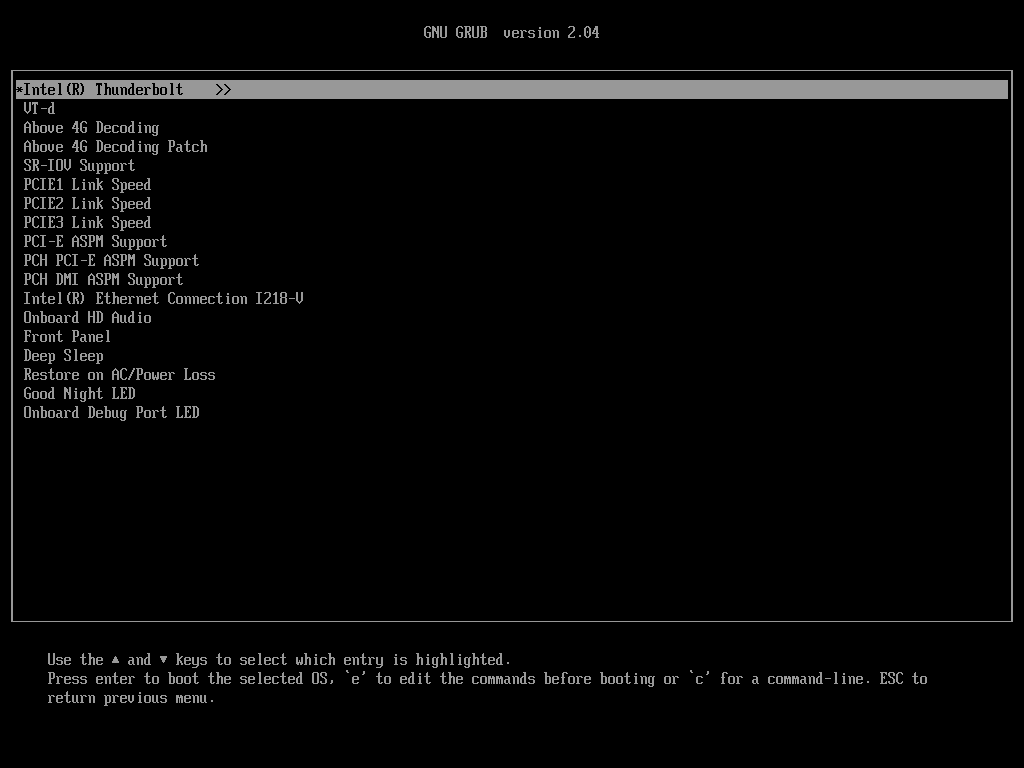 GNU GRUB  version 2.04
*Intel(R) Thunderbolt    >>
VT-d
Above 4G Decoding
Above 4G Decoding Patch
SR-IOV Support
PCIE1 Link Speed
PCIE2 Link Speed
PCIE3 Link Speed
PCI-E ASPM Support
PCH PCI-E ASPM Support
PCH DMI ASPM Support
Intel(R) Ethernet Connection I218-V
Onboard HD Audio
Front Panel
Deep Sleep
Restore on AC/Power Loss
Good Night LED
Onboard Debug Port LED
Use the ▲ and ▼ keys to select which entry is highlighted.
Press enter to boot the selected OS, `e' to edit the commands before booting or `c' for a command-line. ESC to
return previous menu.